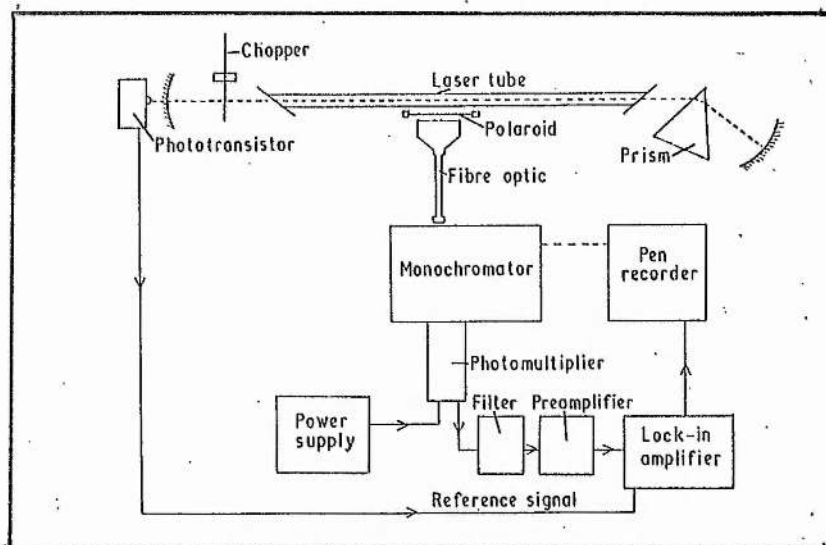 Chopper
Laser tube
Phototransistor
Polaroid
Prism
Fibre optic
Monochromator
Pen
recorder
Photomultiplier
Filter
Preamplifier
Power
supply
Lock-in
amplifier
Reference signal